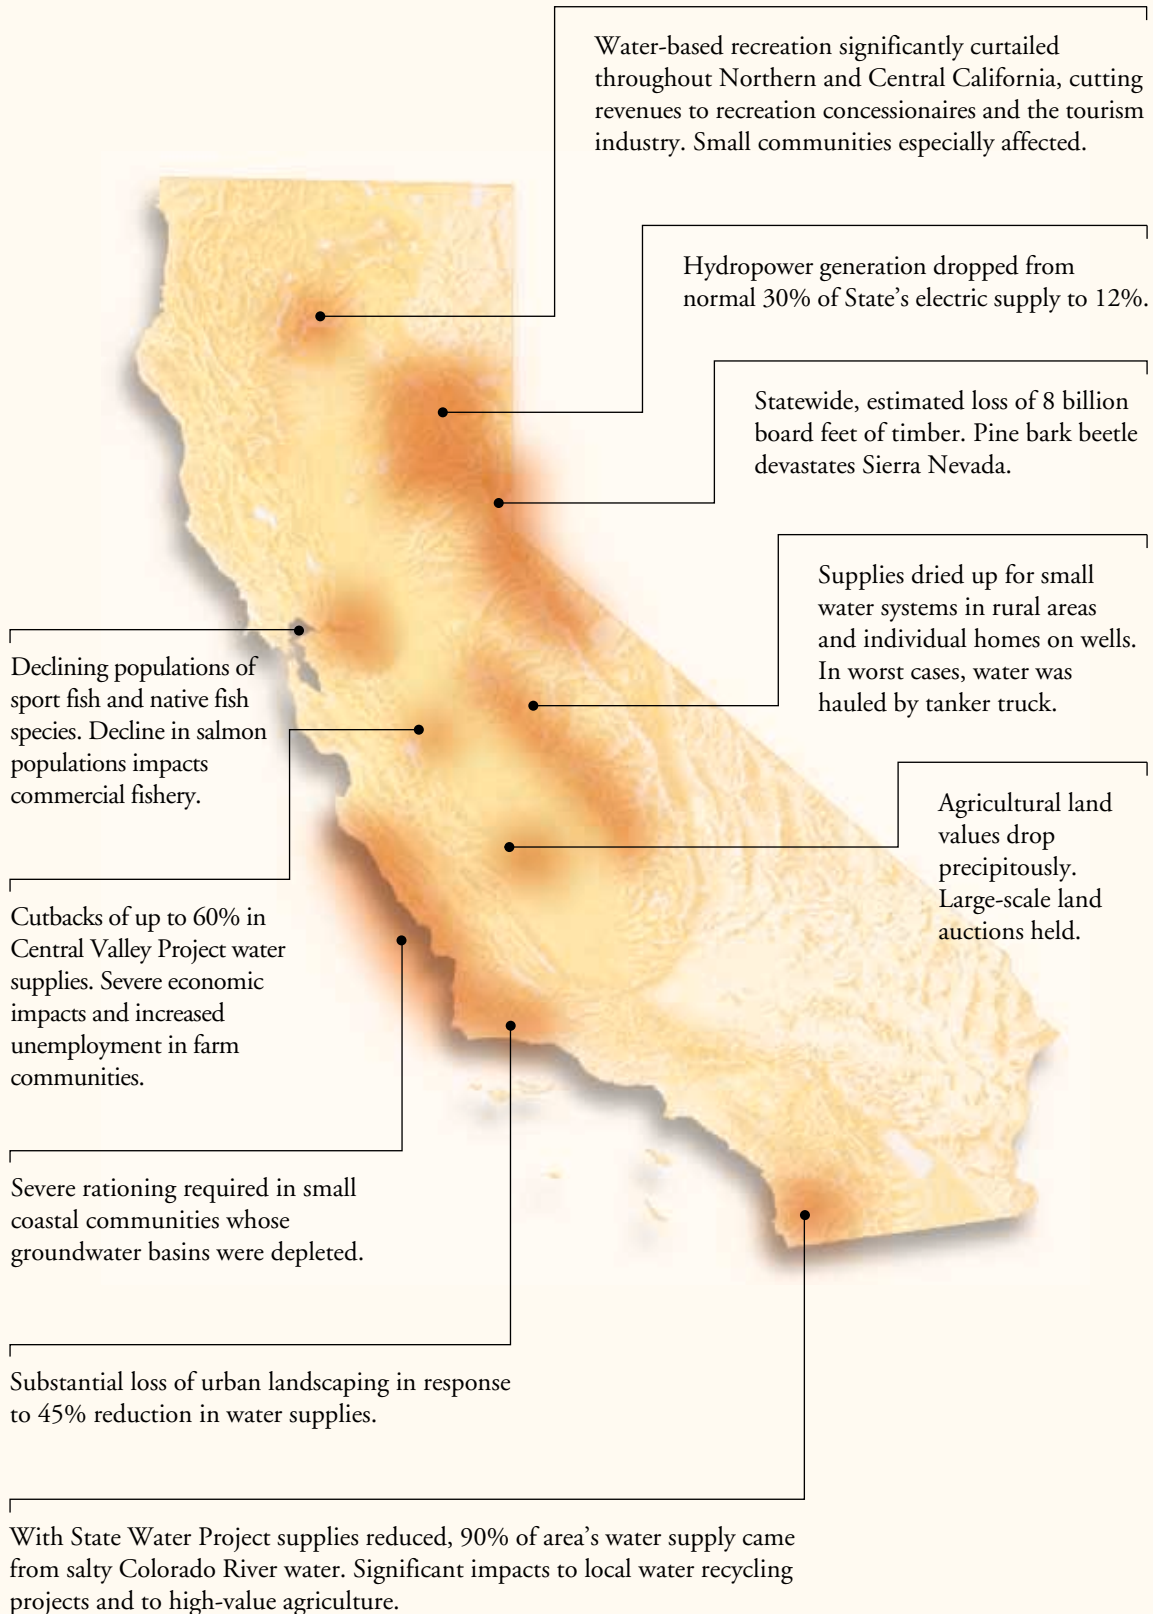 Water-based recreation significantly curtailed
throughout Northern and Central California, cutting
revenues to recreation concessionaires and the tourism
industry. Small communities especially affected.
Hydropower generation dropped from
normal 30% of State’s electric supply to 12%.
Statewide, estimated loss of 8 billion
board feet of timber. Pine bark beetle
devastates Sierra Nevada.
Supplies dried up for small
water systems in rural areas
and individual homes on wells.
In worst cases, water was
hauled by tanker truck.
Agricultural land
values drop
precipitously.
Large-scale land
auctions held.
Declining populations of
sport fish and native fish
species. Decline in salmon
populations impacts
commercial fishery.
Cutbacks of up to 60% in
Central Valley Project water
supplies. Severe economic
impacts and increased
unemployment in farm
communities.
Severe rationing required in small
coastal communities whose
groundwater basins were depleted.
Substantial loss of urban landscaping in response
to 45% reduction in water supplies.
With State Water Project supplies reduced, 90% of area’s water supply came
from salty Colorado River water. Significant impacts to local water recycling
projects and to high-value agriculture.